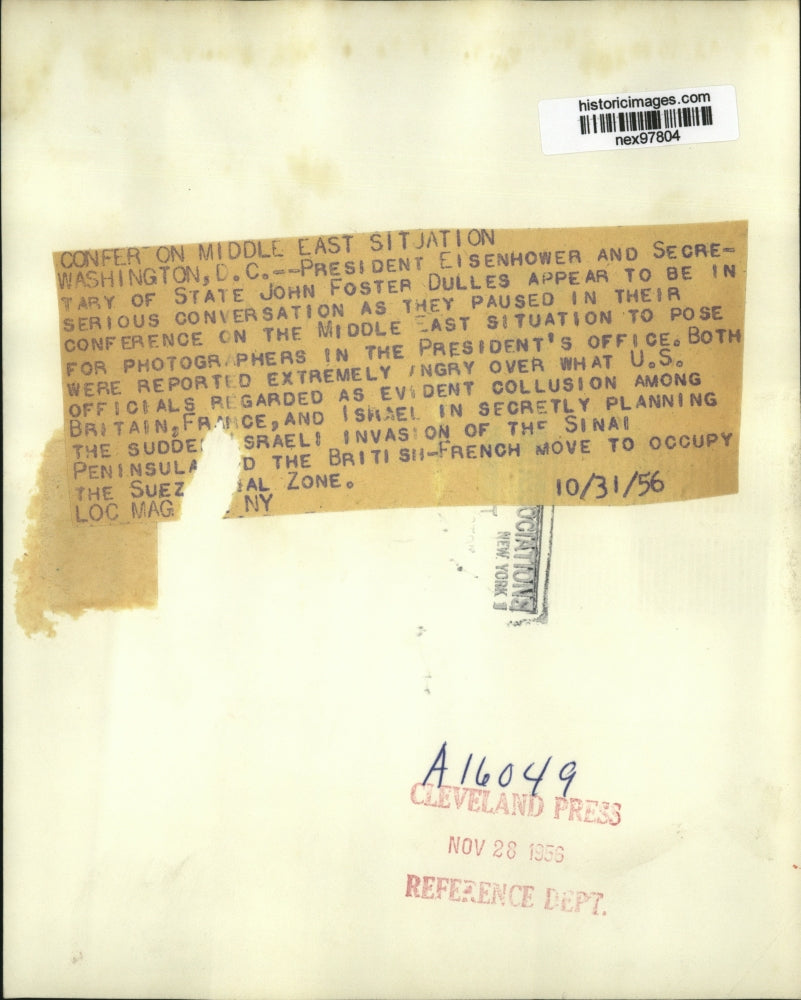 historicimages.com
nex97804
CONFER ON MIDDLE EAST SITUATION
WASHINGTON, D.C.--PRESIDENT EISENHOWER AND SECRE-
TARY OF STATE JOHN FOSTER DULLES APPEAR TO BE IN
SERIOUS CONVERSATION AS THEY PAUSED IN THEIR
CONFERENCE ON THE MIDDLE EAST SITUATION TO POSE
FOR PHOTOGRAPHERS IN THE PRESIDENT'S OFFICE. BOTH
WERE REPORTED EXTREMELY ANGRY OVER WHAT U.S.
OFFICIALS REGARDED AS EVIDENT COLLUSION AMONG
BRITAIN, FRANCE, AND ISRAEL IN SECRETLY PLANNING
THE SUDDE SRAELI INVASION OF THE SINAI
PENINSULA D THE BRITISH-FRENCH MOVE TO OCCUPY
THE SUEZ AL ZONE.
LOC MAG NY 10/31/56
OCIATIONS
NEW YORK 1
A16049
CLEVELAND PRESS
NOV 28 1956
REFERENCE DEPT.